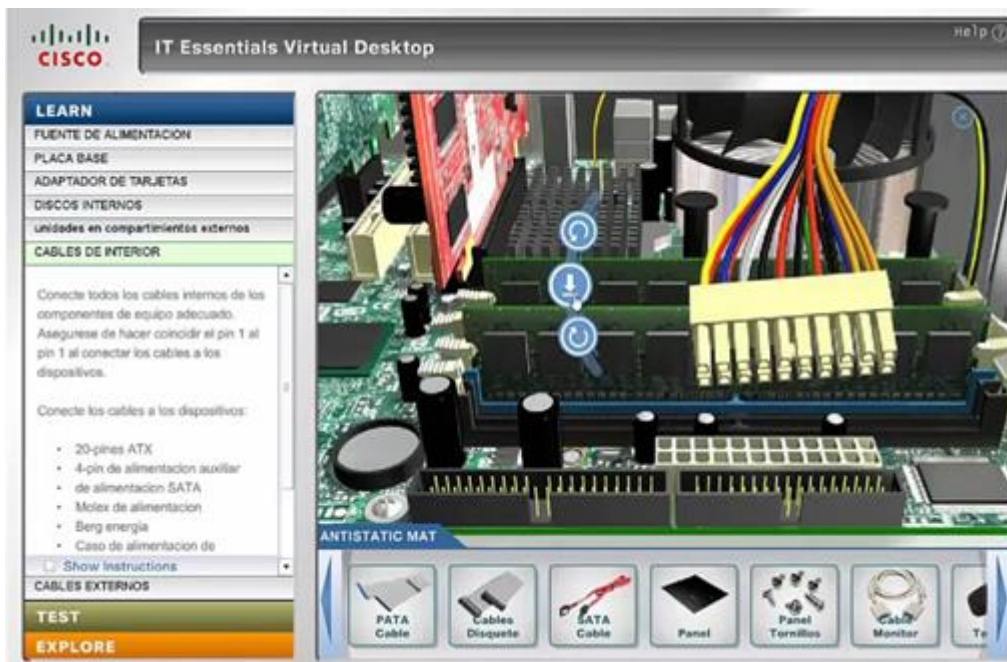 CISCO
IT Essentials Virtual Desktop
Help
LEARN
FUENTE DE ALIMENTACION
PLACA BASE
ADAPTADOR DE TARJETAS
DISCOS INTERNOS
unidades en compartimientos externos
CABLES DE INTERIOR
Conecte todos los cables internos de los
componentes de equipo adecuado.
Asegurese de hacer coincidir el pin 1 al
pin 1 al conectar los cables a los
dispositivos.
Conecte los cables a los dispositivos:
• 20-pines ATX
• 4-pin de alimentacion auxiliar
• de alimentacion SATA
• Molex de alimentacion
• Berg energia
• Caso de alimentacion de
Show Instructions
CABLES EXTERNOS
TEST
EXPLORE
ANTISTATIC MAT
PATA
Cable
Cables
Disquete
SATA
Cable
Panel
Panel
Tornillos
Cable
Monitor
Te